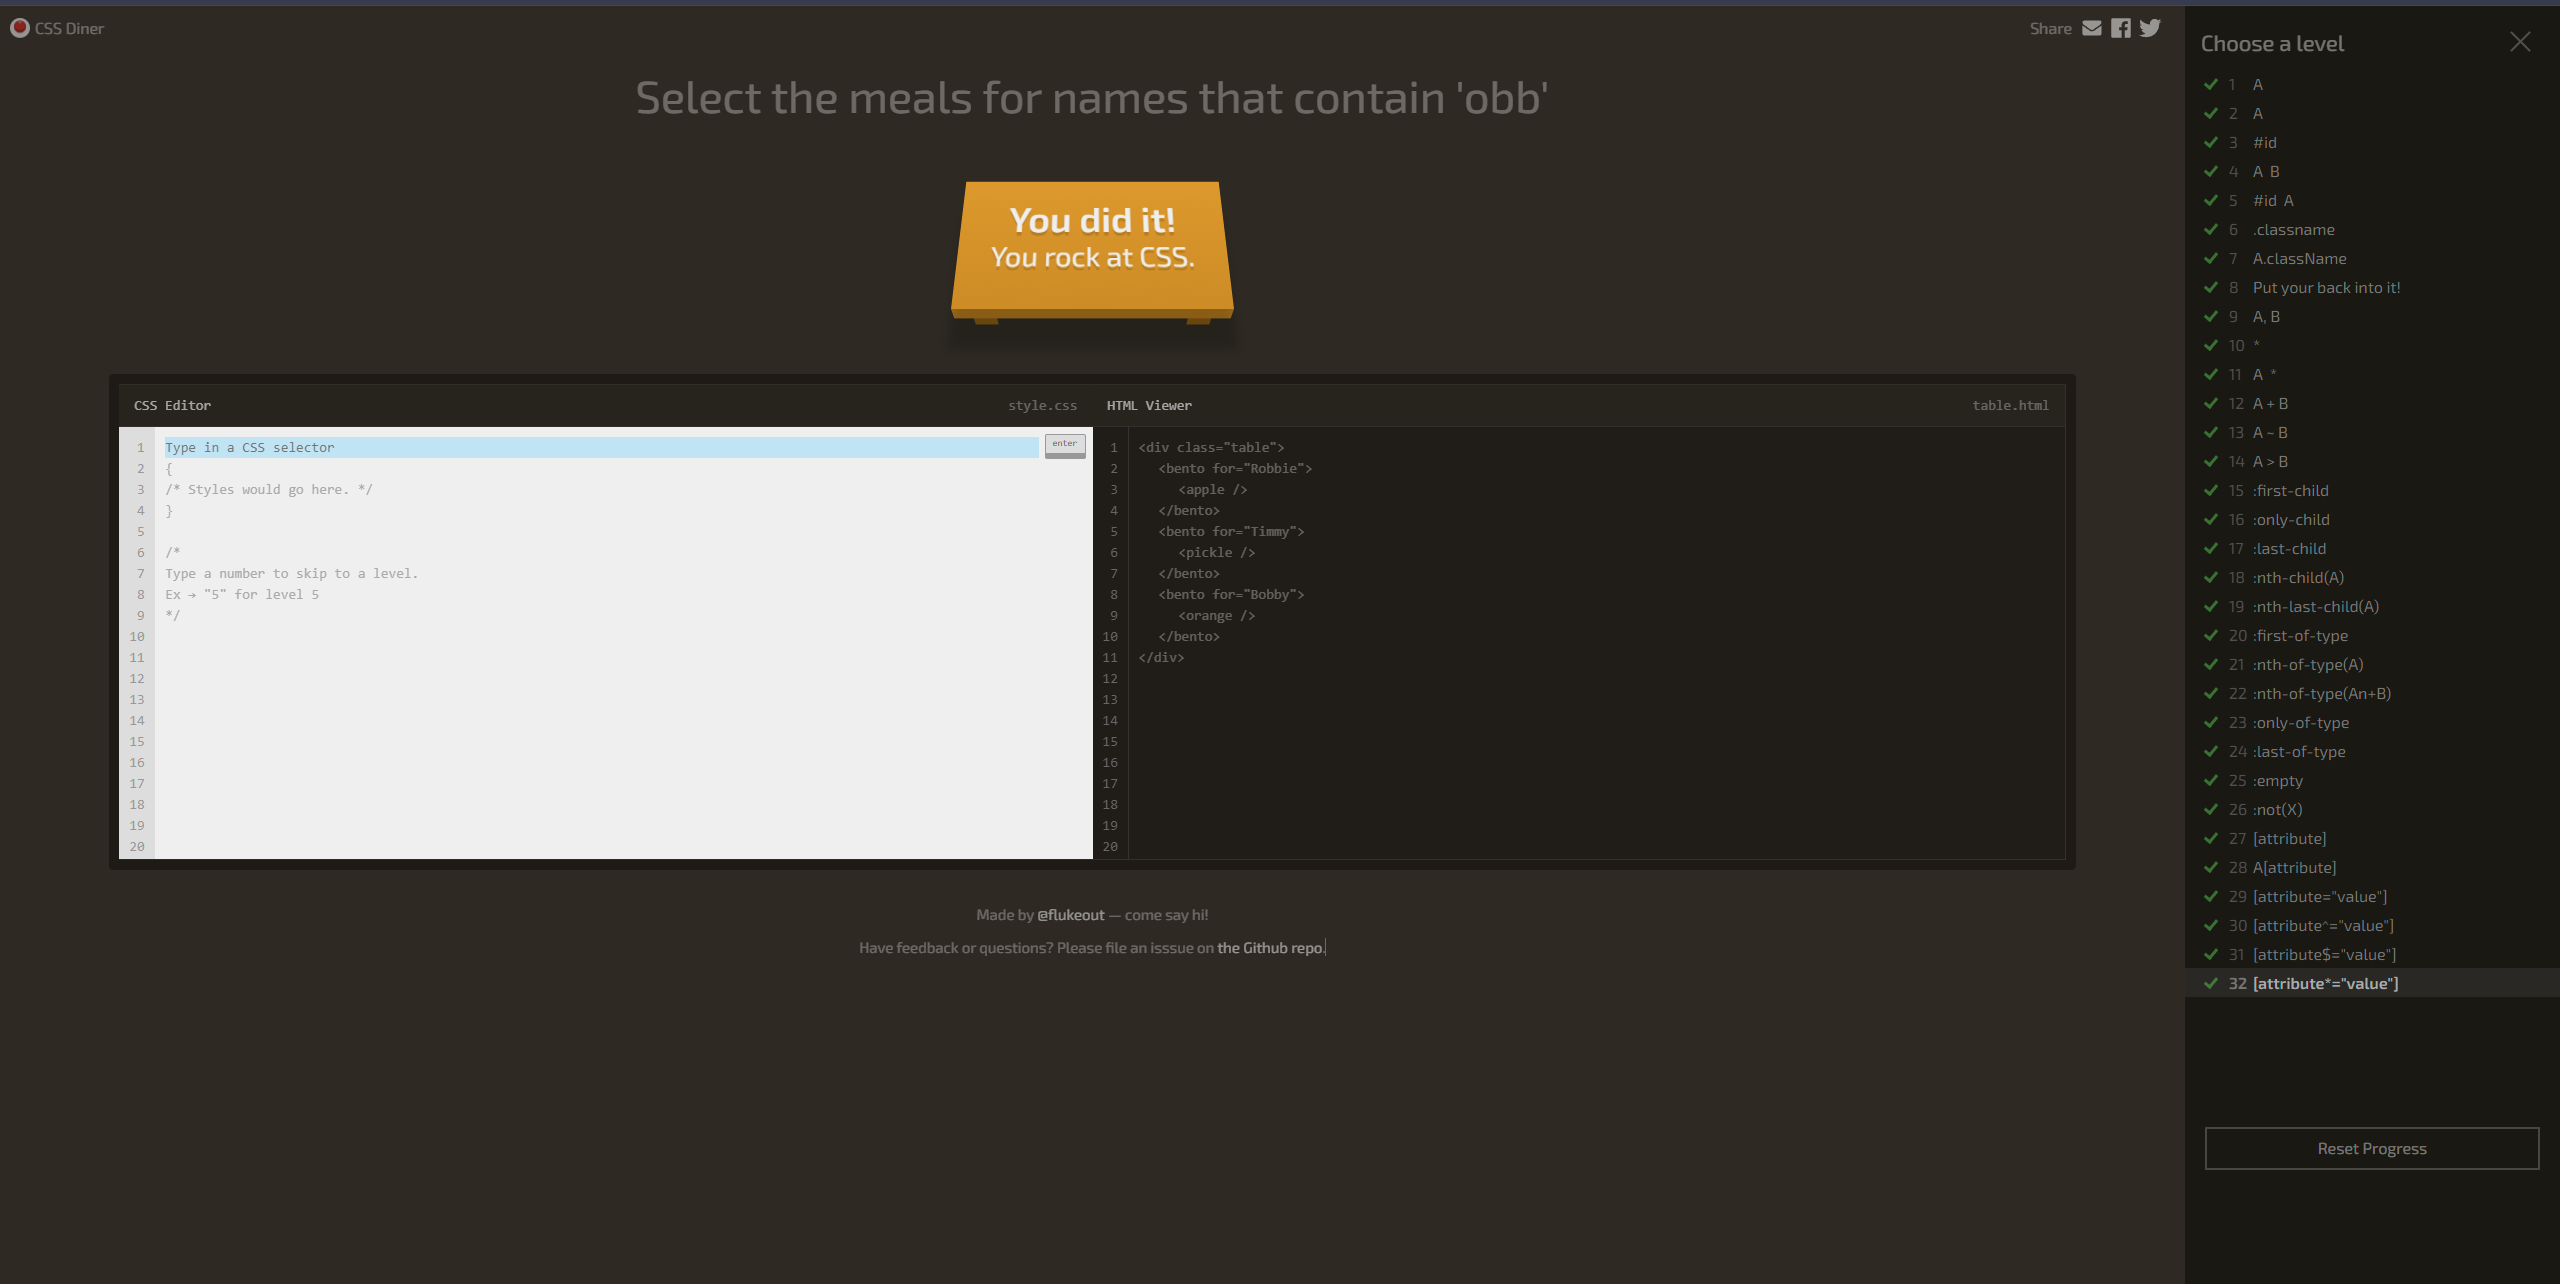 CSS Diner
Share
Select the meals for names that contain 'obb'
You did it!
You rock at CSS.
CSS Editor
style.css
1 Type in a CSS selector
enter
2 {
3 /* Styles would go here. */
4 }
5
6 /*
7 Type a number to skip to a level.
8 Ex → "5" for level 5
9 */
10
11
12
13
14
15
16
17
18
19
20
HTML Viewer
table.html
1 <div class="table">
2 <bento for="Robbie">
3 <apple />
4 </bento>
5 <bento for="Timmy">
6 <pickle />
7 </bento>
8 <bento for="Bobby">
9 <orange />
10 </bento>
11 </div>
12
13
14
15
16
17
18
19
20
Made by @flukeout — come say hi!
Have feedback or questions? Please file an isssue on the Github repo.
Choose a level
1 A
2 A
3 #id
4 A B
5 #id A
6 .classname
7 A.className
8 Put your back into it!
9 A, B
10 *
11 A *
12 A + B
13 A ~ B
14 A > B
15 :first-child
16 :only-child
17 :last-child
18 :nth-child(A)
19 :nth-last-child(A)
20 :first-of-type
21 :nth-of-type(A)
22 :nth-of-type(An+B)
23 :only-of-type
24 :last-of-type
25 :empty
26 :not(X)
27 [attribute]
28 A[attribute]
29 [attribute="value"]
30 [attribute^="value"]
31 [attribute$="value"]
32 [attribute*="value"]
Reset Progress